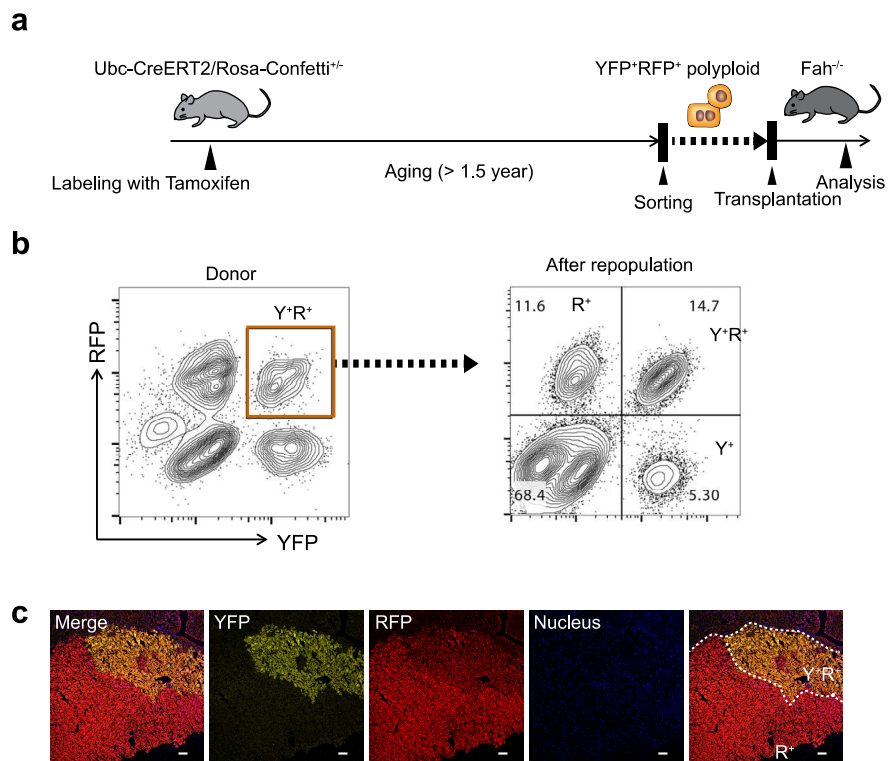 a
Ubc-CreERT2/Rosa-Confetti+/-
YFP+RFP+ polyploid
Fah-/-
Labeling with Tamoxifen
Aging (> 1.5 year)
Sorting
Transplantation
Analysis
b
Donor
After repopulation
Y+R+
RFP
YFP
11.6
R+
14.7
Y+R+
68.4
Y+
5.30
c
Merge
YFP
RFP
Nucleus
Y+R+
R+